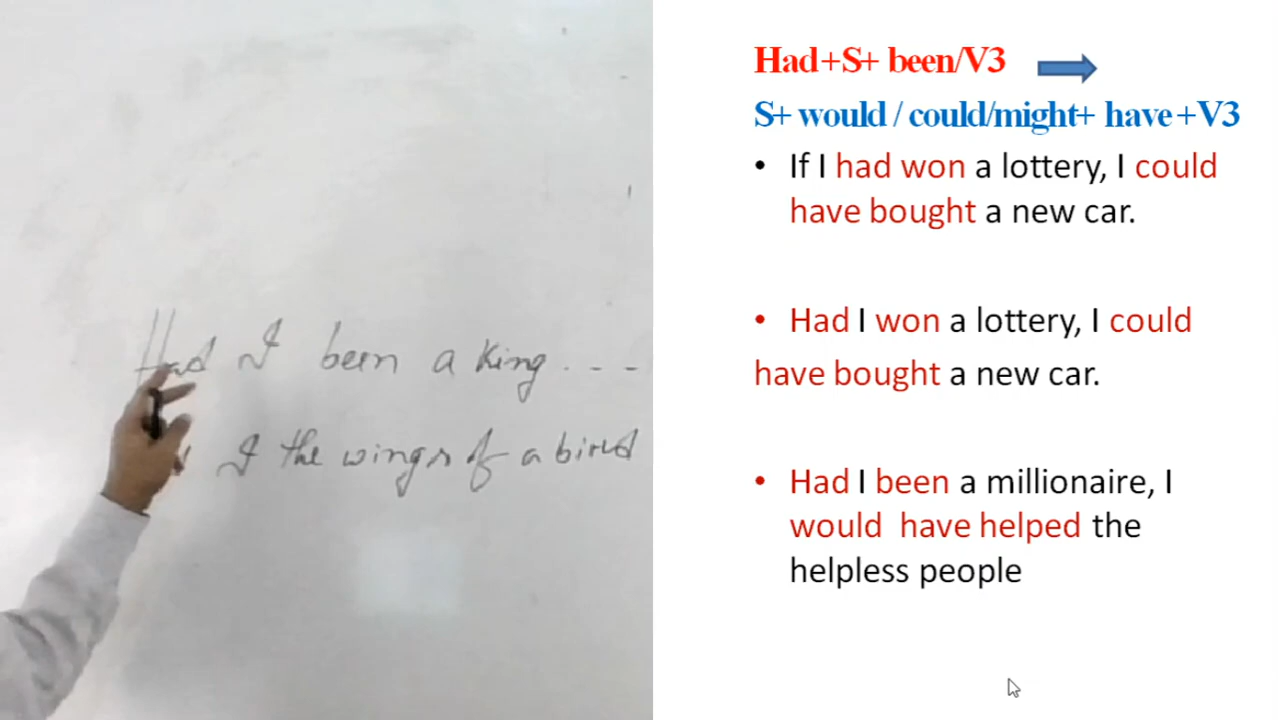 Had I been a king . . . .
I the wings of a bird
Had+S+ been/V3
S+ would / could/might+ have +V3
• If I had won a lottery, I could
have bought a new car.
• Had I won a lottery, I could
have bought a new car.
• Had I been a millionaire, I
would have helped the
helpless people